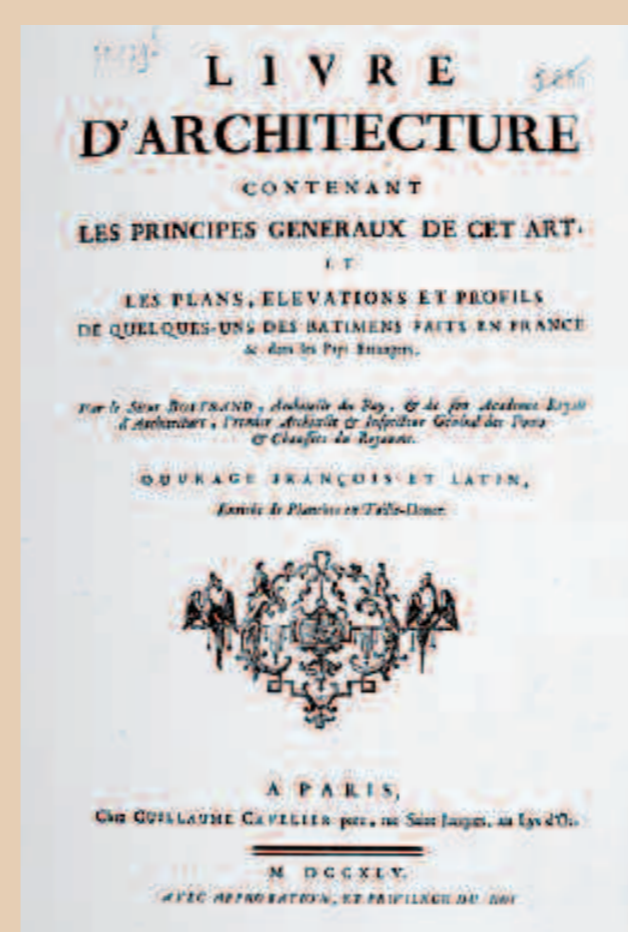 LIVRE
D'ARCHITECTURE
CONTENANT
LES PRINCIPES GENERAUX DE CET ART.
ET
LES PLANS, ELEVATIONS ET PROFILS
DE QUELQUES-UNS DES BATIMENS FAITS EN FRANCE
& dans les Pays Etrangers.
Par le Sieur BOFFRAND, Architecte du Roy, & de son Academie Royale
d'Architecture, Premier Architecte & Inspecteur Général des Ponts
& Chaussées du Royaume.
OUVRAGE FRANÇOIS ET LATIN,
Enrichi de Planches en Taille-Douce.
A PARIS,
Chez GUILLAUME CAVELIER pere, rue Saint Jacques, au Lys d'Or.
M DCCXLV.
AVEC APPROBATION, ET PRIVILEGE DU ROI